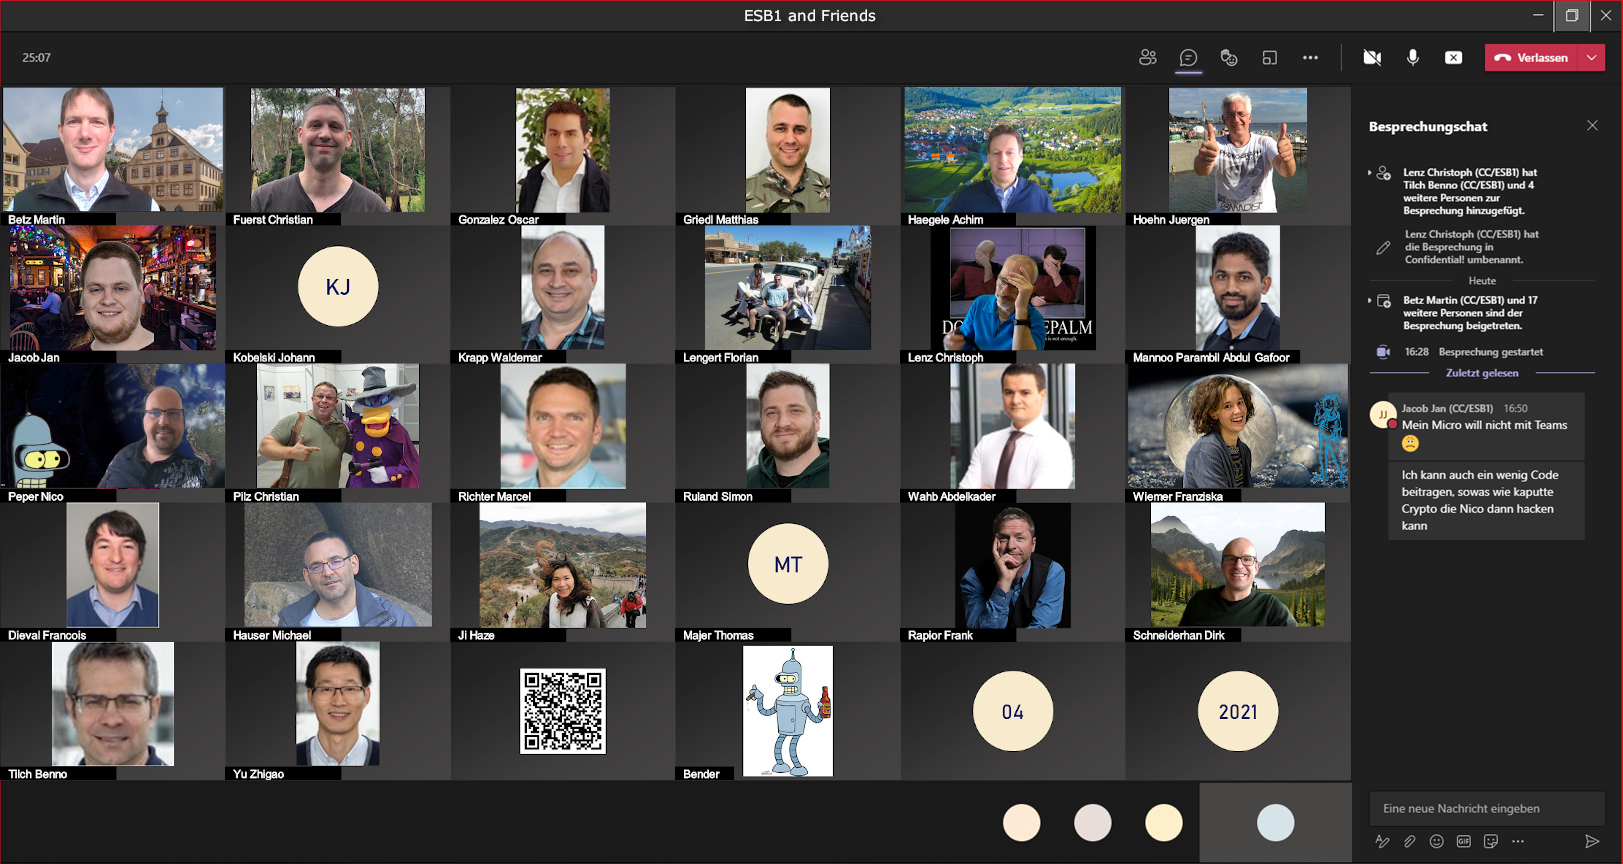 ESB1 and Friends
25:07
Verlassen
Betz Martin
Fuerst Christian
Gonzalez Oscar
Griedl Matthias
Haegele Achim
Hoehn Juergen
KJ
EPALM
Jacob Jan
Kobelski Johann
Krapp Waldemar
Lengert Florian
Lenz Christoph
Mannoo Parambil Abdul Gafoor
Peper Nico
Pilz Christian
Richter Marcel
Ruland Simon
Wahb Abdelkader
Wiemer Franziska
MT
Dieval Francois
Hauser Michael
Ji Haze
Majer Thomas
Rapior Frank
Schneiderhan Dirk
04
2021
Tilch Benno
Yu Zhigao
Bender
Besprechungschat
Lenz Christoph (CC/ESB1) hat
Tilch Benno (CC/ESB1) und 4
weitere Personen zur
Besprechung hinzugefügt.
Lenz Christoph (CC/ESB1) hat
die Besprechung in
Confidential! umbenannt.
Heute
Betz Martin (CC/ESB1) und 17
weitere Personen sind der
Besprechung beigetreten.
16:28 Besprechung gestartet
Zuletzt gelesen
JJ
Jacob Jan (CC/ESB1) 16:50
Mein Micro will nicht mit Teams
Ich kann auch ein wenig Code
beitragen, sowas wie kaputte
Crypto die Nico dann hacken
kann
Eine neue Nachricht eingeben
GIF